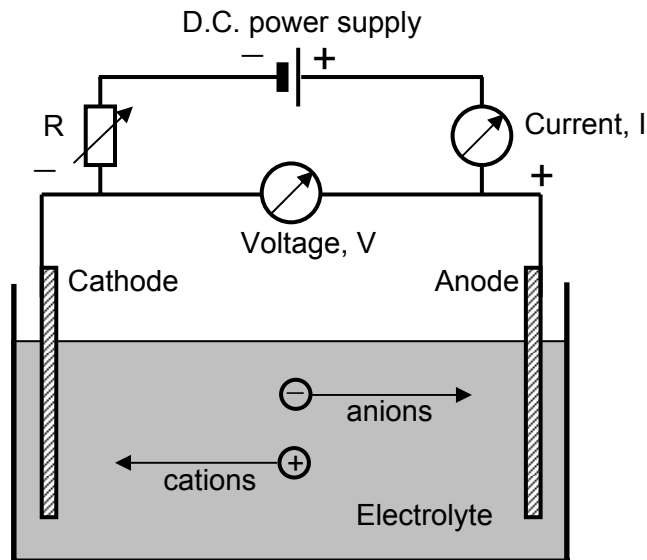 D.C. power supply
– +
R
Current, I
– +
Voltage, V
Cathode
Anode
–
anions
+
cations
Electrolyte